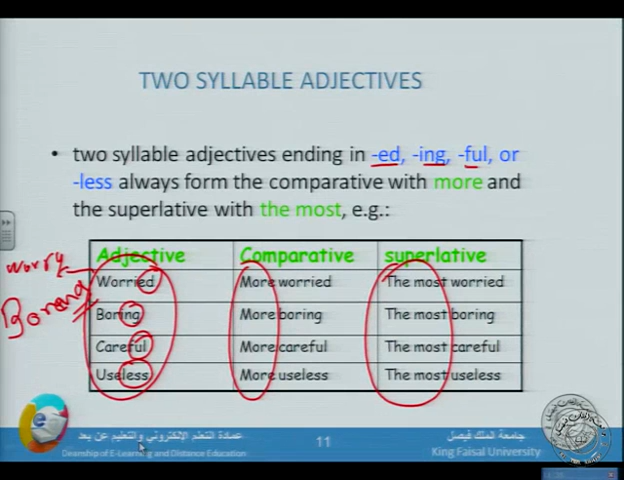 TWO SYLLABLE ADJECTIVES
• two syllable adjectives ending in -ed, -ing, -ful, or
-less always form the comparative with more and
the superlative with the most, e.g.:
Adjective Comparative superlative
worry
Worried More worried The most worried
Boring
Boring More boring The most boring
Careful More careful The most careful
Useless More useless The most useless
عمادة التعلم الإلكتروني والتعليم عن بعد
Deanship of E-Learning and Distance Education
11
جامعة الملك فيصل
King Faisal University